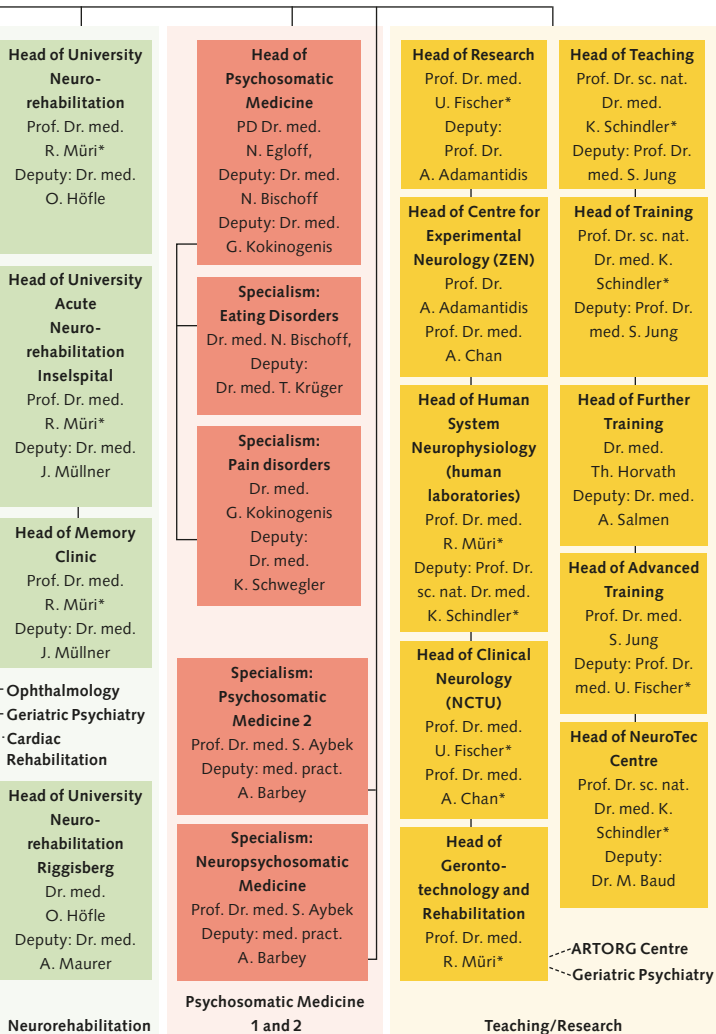 Head of University
Neuro-
rehabilitation
Prof. Dr. med.
R. Müri*
Deputy: Dr. med.
O. Höfle
Head of University
Acute
Neuro-
rehabilitation
Inselspital
Prof. Dr. med.
R. Müri*
Deputy: Dr. med.
J. Müllner
Head of Memory
Clinic
Prof. Dr. med.
R. Müri*
Deputy: Dr. med.
J. Müllner
Ophthalmology
Geriatric Psychiatry
Cardiac
Rehabilitation
Head of University
Neuro-
rehabilitation
Riggisberg
Dr. med.
O. Höfle
Deputy: Dr. med.
A. Maurer
Neurorehabilitation
Head of
Psychosomatic
Medicine
PD Dr. med.
N. Egloff,
Deputy: Dr. med.
N. Bischoff
Deputy: Dr. med.
G. Kokinogenis
Specialism:
Eating Disorders
Dr. med. N. Bischoff,
Deputy:
Dr. med. T. Krüger
Specialism:
Pain disorders
Dr. med.
G. Kokinogenis
Deputy:
Dr. med.
K. Schwegler
Specialism:
Psychosomatic
Medicine 2
Prof. Dr. med. S. Aybek
Deputy: med. pract.
A. Barbey
Specialism:
Neuropsychosomatic
Medicine
Prof. Dr. med. S. Aybek
Deputy: med. pract.
A. Barbey
Psychosomatic Medicine
1 and 2
Head of Research
Prof. Dr. med.
U. Fischer*
Deputy:
Prof. Dr.
A. Adamantidis
Head of Centre for
Experimental
Neurology (ZEN)
Prof. Dr.
A. Adamantidis
Prof. Dr. med.
A. Chan
Head of Human
System
Neurophysiology
(human
laboratories)
Prof. Dr. med.
R. Müri*
Deputy: Prof. Dr.
sc. nat. Dr. med.
K. Schindler*
Head of Clinical
Neurology
(NCTU)
Prof. Dr. med.
U. Fischer*
Prof. Dr. med.
A. Chan*
Head of
Geronto-
technology and
Rehabilitation
Prof. Dr. med.
R. Müri*
Head of Teaching
Prof. Dr. sc. nat.
Dr. med.
K. Schindler*
Deputy: Prof. Dr.
med. S. Jung
Head of Training
Prof. Dr. sc. nat.
Dr. med. K.
Schindler*
Deputy: Prof. Dr.
med. S. Jung
Head of Further
Training
Dr. med.
Th. Horvath
Deputy: Dr. med.
A. Salmen
Head of Advanced
Training
Prof. Dr. med.
S. Jung
Deputy: Prof. Dr.
med. U. Fischer*
Head of NeuroTec
Centre
Prof. Dr. sc. nat.
Dr. med. K.
Schindler*
Deputy:
Dr. M. Baud
ARTORG Centre
Geriatric Psychiatry
Teaching/Research